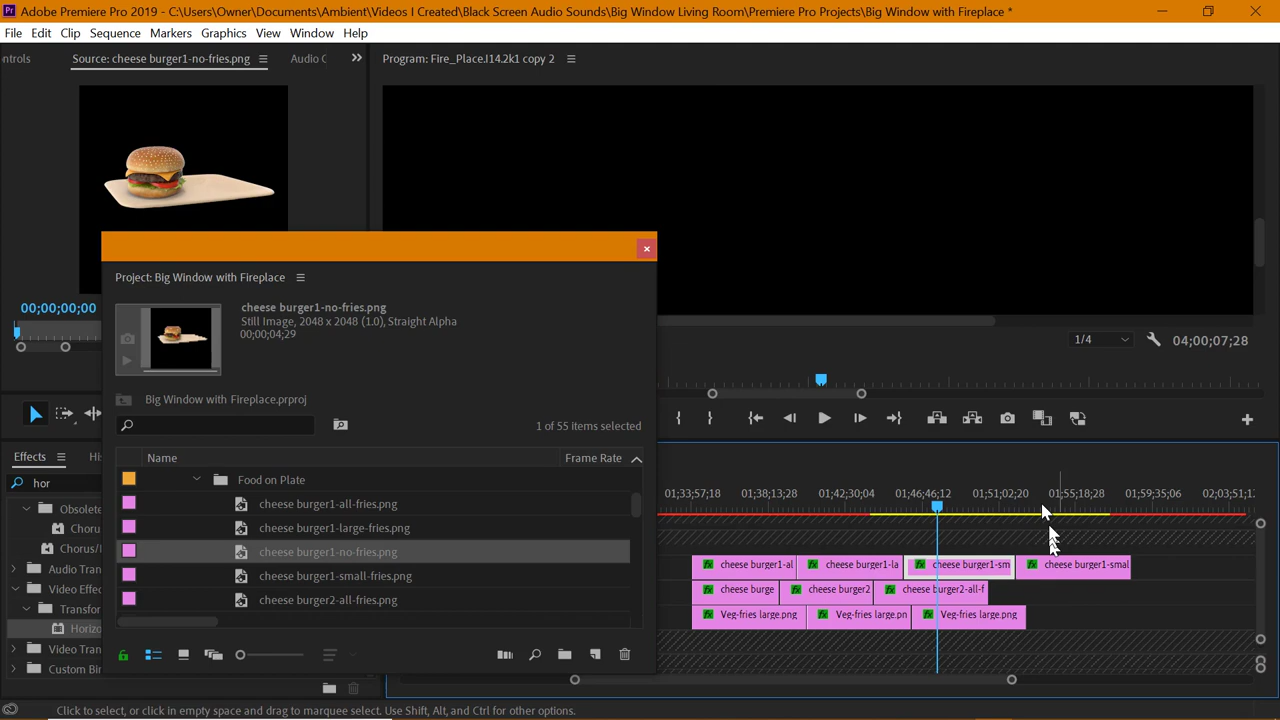 Pr Adobe Premiere Pro 2019 - C:\Users\Owner\Documents\Ambient\Videos I Created\Black Screen Audio Sounds\Big Window Living Room\Premiere Pro Projects\Big Window with Fireplace *
File Edit Clip Sequence Markers Graphics View Window Help
ntrols Source: cheese burger1-no-fries.png Audio C Program: Fire_Place.I14.2k1 copy 2
Project: Big Window with Fireplace
cheese burger1-no-fries.png
Still Image, 2048 x 2048 (1.0), Straight Alpha
00;00;04;29
00;00;00;00
1/4 04;00;07;28
Big Window with Fireplace.prproj
1 of 55 items selected
Name Frame Rate
Food on Plate
cheese burger1-all-fries.png
cheese burger1-large-fries.png
cheese burger1-no-fries.png
cheese burger1-small-fries.png
cheese burger2-all-fries.png
Effects Hi
hor
Obsolete
Choru
Chorus/
Audio Tran
Video Effec
Transfor
Horizo
Video Tran
Custom Bin
01;33;57;18 01;38;13;28 01;42;30;04 01;46;46;12 01;51;02;20 01;55;18;28 01;59;35;06 02;03;51;12
cheese burger1-al cheese burger1-la cheese burger1-sm cheese burger1-smal
cheese burge cheese burger2 cheese burger2-all-f
Veg-fries large.png Veg-fries large.pn Veg-fries large.png
Click to select, or click in empty space and drag to marquee select. Use Shift, Alt, and Ctrl for other options.